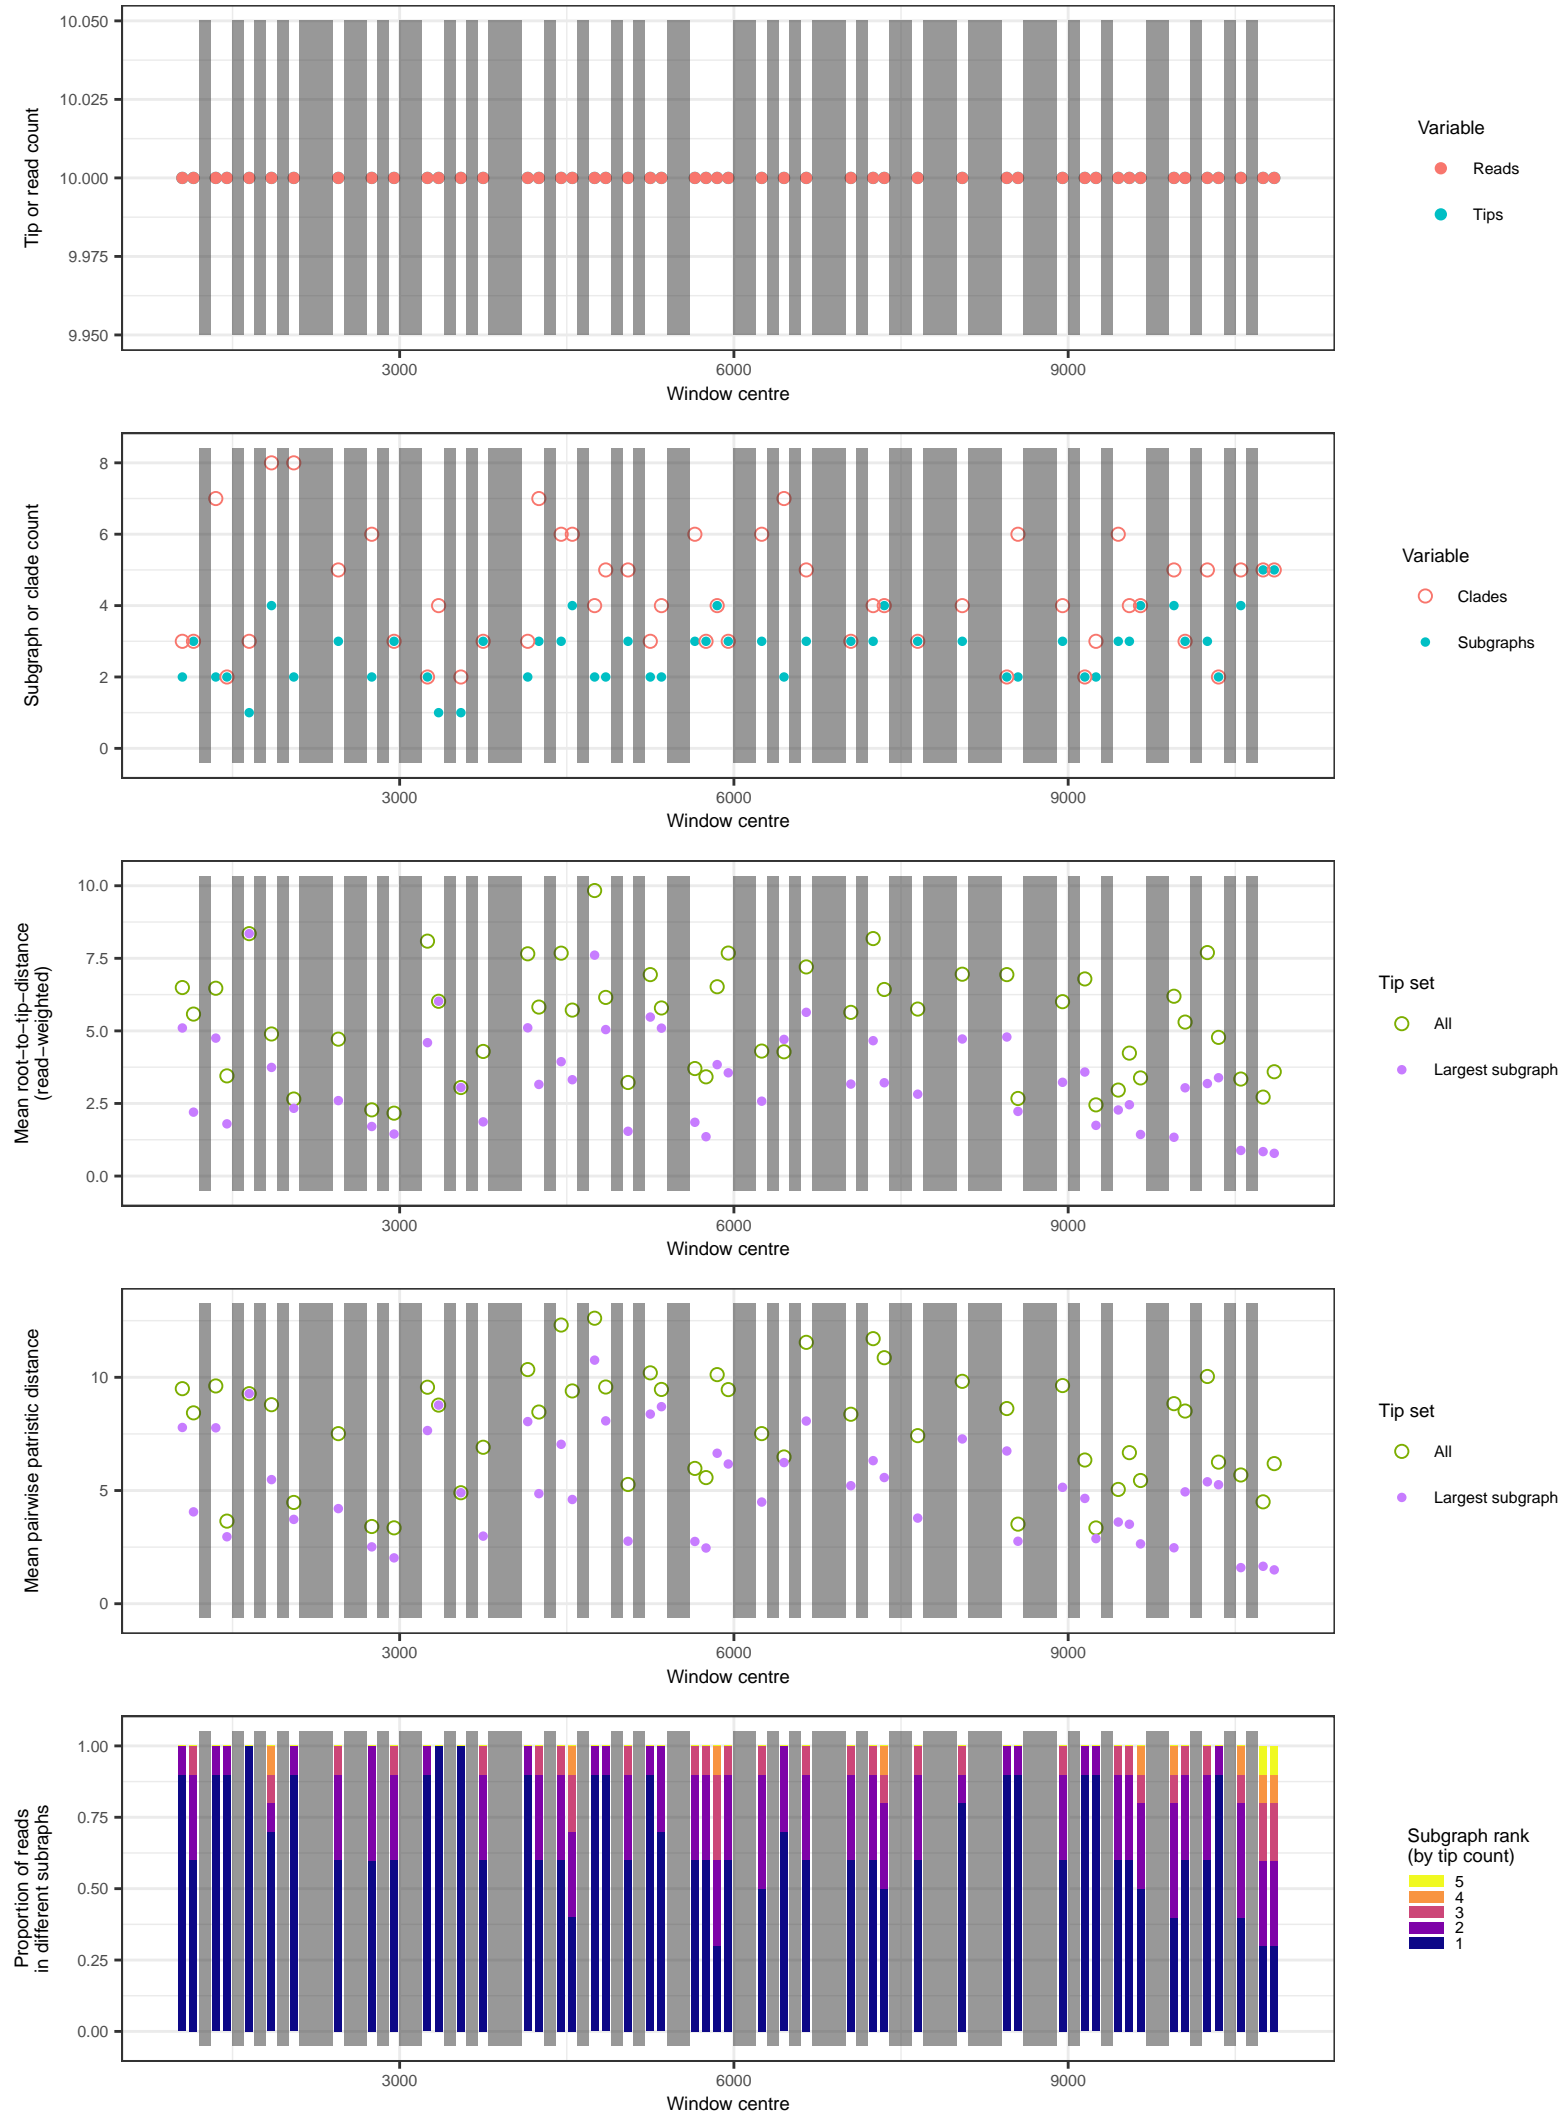 10.050
10.025
10.000
9.975
9.950
Tip or read count
3000 6000 9000
Window centre
Variable
Reads
Tips
8
6
4
2
0
Subgraph or clade count
3000 6000 9000
Window centre
Variable
Clades
Subgraphs
10.0
7.5
5.0
2.5
0.0
Mean root−to−tip−distance
(read−weighted)
3000 6000 9000
Window centre
Tip set
All
Largest subgraph
10
5
0
Mean pairwise patristic distance
3000 6000 9000
Window centre
Tip set
All
Largest subgraph
1.00
0.75
0.50
0.25
0.00
Proportion of reads
in different subraphs
3000 6000 9000
Window centre
Subgraph rank
(by tip count)
5
4
3
2
1